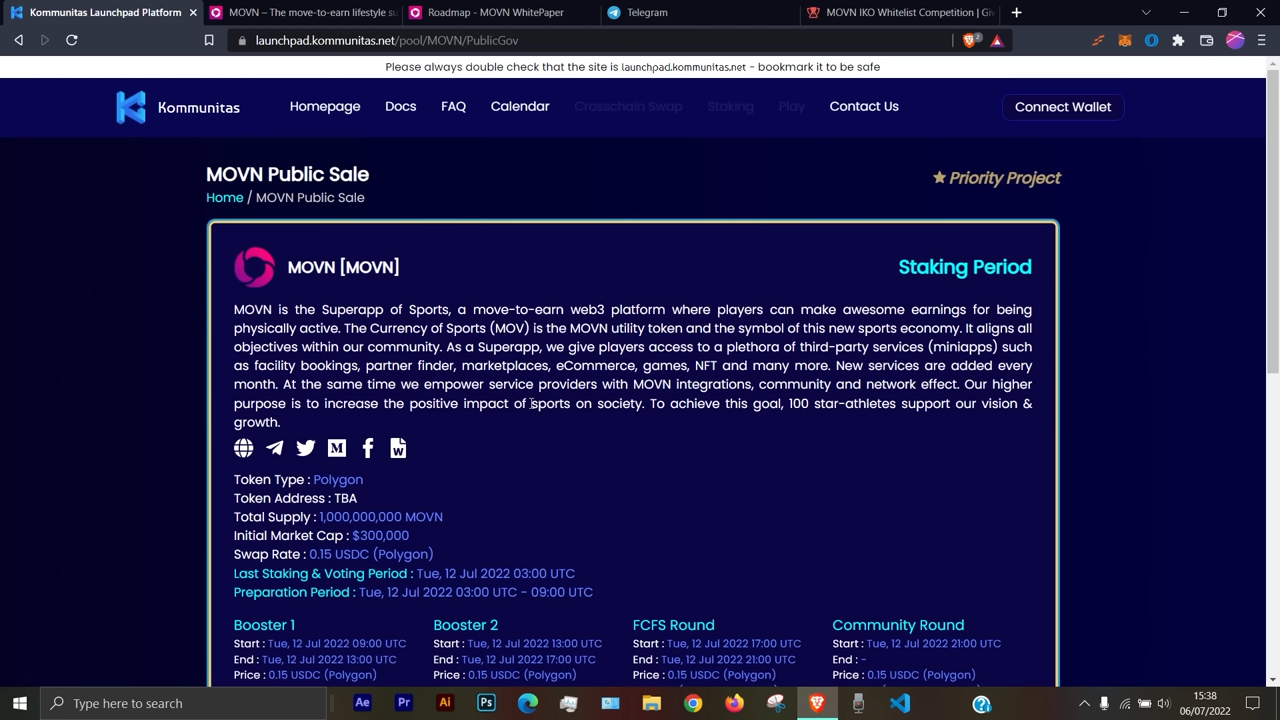 Kommunitas Launchpad Platform
MOVN – The move-to-earn lifestyle su
Roadmap - MOVN WhitePaper
Telegram
MOVN IKO Whitelist Competition | Giv
launchpad.kommunitas.net/pool/MOVN/PublicGov
2
Please always double check that the site is launchpad.kommunitas.net - bookmark it to be safe
Kommunitas
Homepage
Docs
FAQ
Calendar
Crosschain Swap
Staking
Play
Contact Us
Connect Wallet
MOVN Public Sale
Home / MOVN Public Sale
Priority Project
MOVN [MOVN]
Staking Period
MOVN is the Superapp of Sports, a move-to-earn web3 platform where players can make awesome earnings for being
physically active. The Currency of Sports (MOV) is the MOVN utility token and the symbol of this new sports economy. It aligns all
objectives within our community. As a Superapp, we give players access to a plethora of third-party services (miniapps) such
as facility bookings, partner finder, marketplaces, eCommerce, games, NFT and many more. New services are added every
month. At the same time we empower service providers with MOVN integrations, community and network effect. Our higher
purpose is to increase the positive impact of sports on society. To achieve this goal, 100 star-athletes support our vision &
growth.
Token Type : Polygon
Token Address : TBA
Total Supply : 1,000,000,000 MOVN
Initial Market Cap : $300,000
Swap Rate : 0.15 USDC (Polygon)
Last Staking & Voting Period : Tue, 12 Jul 2022 03:00 UTC
Preparation Period : Tue, 12 Jul 2022 03:00 UTC - 09:00 UTC
Booster 1
Start : Tue, 12 Jul 2022 09:00 UTC
End : Tue, 12 Jul 2022 13:00 UTC
Price : 0.15 USDC (Polygon)
Booster 2
Start : Tue, 12 Jul 2022 13:00 UTC
End : Tue, 12 Jul 2022 17:00 UTC
Price : 0.15 USDC (Polygon)
FCFS Round
Start : Tue, 12 Jul 2022 17:00 UTC
End : Tue, 12 Jul 2022 21:00 UTC
Price : 0.15 USDC (Polygon)
Community Round
Start : Tue, 12 Jul 2022 21:00 UTC
End : -
Price : 0.15 USDC (Polygon)
Type here to search
Ae
Pr
Ai
Ps
15:38
06/07/2022